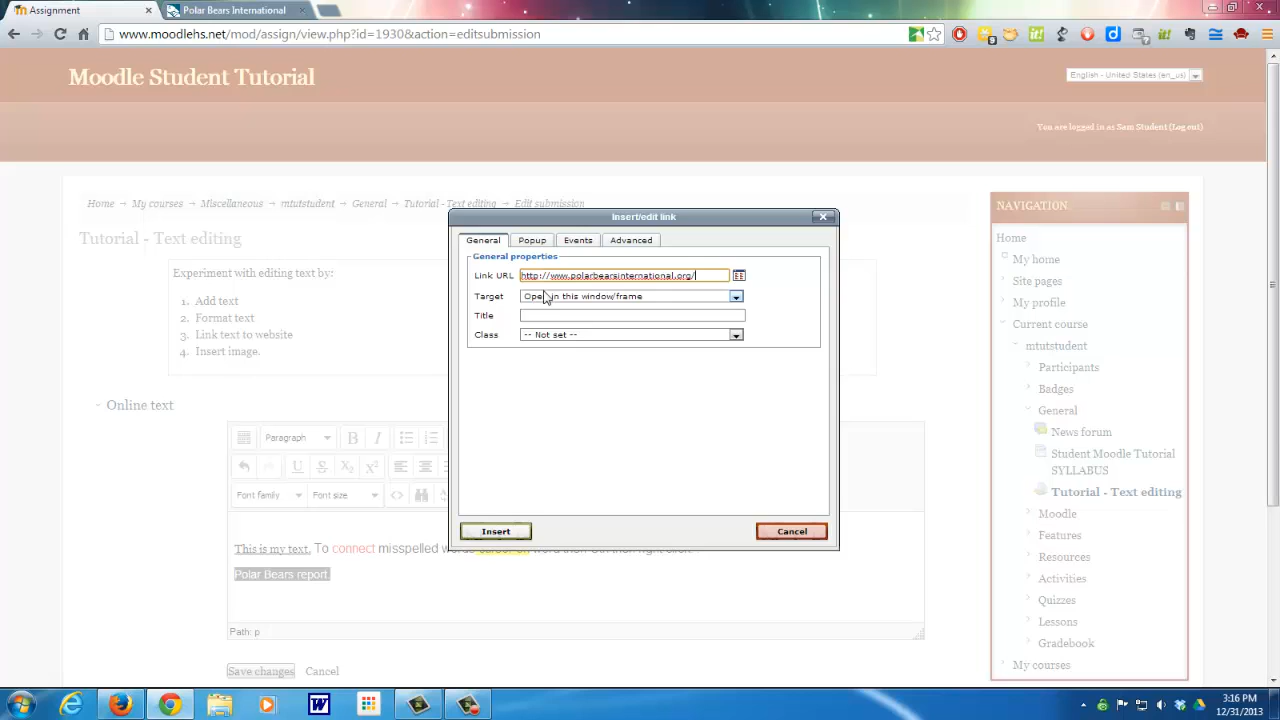 Assignment
Polar Bears International
www.moodlehs.net/mod/assign/view.php?id=1930&action=editsubmission
Moodle Student Tutorial
English - United States (en_us)
You are logged in as Sam Student (Logout)
Home → My courses → Miscellaneous → mtutstudent → General → Tutorial - Text editing → Edit submission
Tutorial - Text editing
Experiment with editing text by:
1. Add text
2. Format text
3. Link text to website
4. Insert image.
Online text
Paragraph
B I
U S X2 X2
Font family Font size
This is my text. To connect misspelled words
Polar Bears report
Path: p
Save changes Cancel
Insert/edit link
General Popup Events Advanced
General properties
Link URL http://www.polarbearsinternational.org/
Target Open in this window/frame
Title
Class -- Not set --
Insert Cancel
NAVIGATION
Home
My home
Site pages
My profile
Current course
mtutstudent
Participants
Badges
General
News forum
Student Moodle Tutorial
SYLLABUS
Tutorial - Text editing
Moodle
Features
Resources
Activities
Quizzes
Lessons
Gradebook
My courses
3:16 PM
12/31/2013